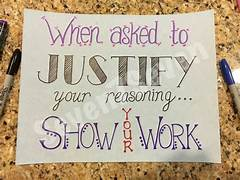 When asked to
JUSTIFY
your reasoning...
SHOW YOUR WORK